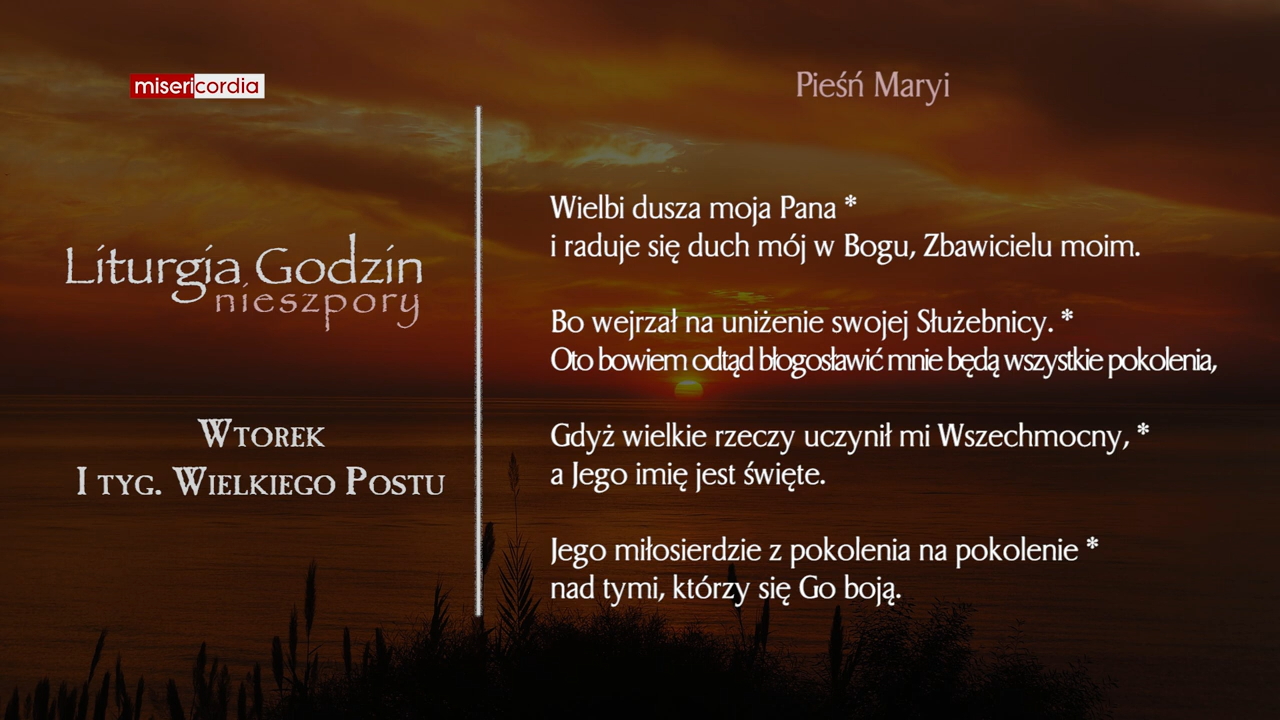 misericordia
Liturgia Godzin
nieszpory
Wtorek
I tyg. Wielkiego Postu
Pieśń Maryi
Wielbi dusza moja Pana *
i raduje się duch mój w Bogu, Zbawicielu moim.
Bo wejrzał na uniżenie swojej Służebnicy. *
Oto bowiem odtąd błogosławić mnie będą wszystkie pokolenia,
Gdyż wielkie rzeczy uczynił mi Wszechmocny, *
a Jego imię jest święte.
Jego miłosierdzie z pokolenia na pokolenie *
nad tymi, którzy się Go boją.